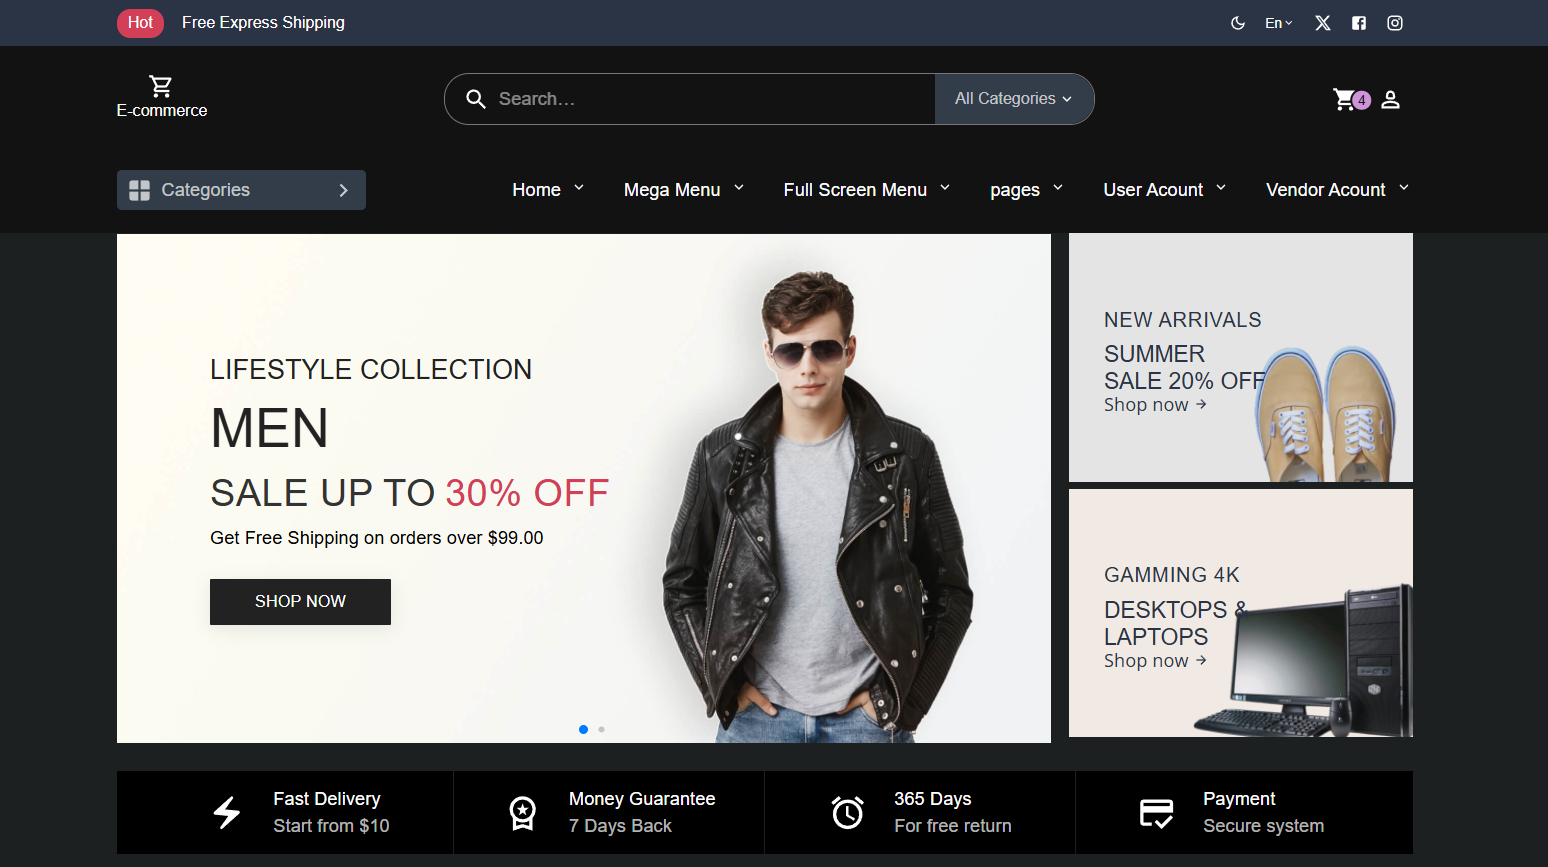 Hot Free Express Shipping En
E-commerce
Search... All Categories 4
Categories Home Mega Menu Full Screen Menu pages User Acount Vendor Acount
LIFESTYLE COLLECTION
MEN
SALE UP TO 30% OFF
Get Free Shipping on orders over $99.00
SHOP NOW
NEW ARRIVALS
SUMMER
SALE 20% OFF
Shop now
GAMMING 4K
DESKTOPS &
LAPTOPS
Shop now
Fast Delivery
Start from $10
Money Guarantee
7 Days Back
365 Days
For free return
Payment
Secure system